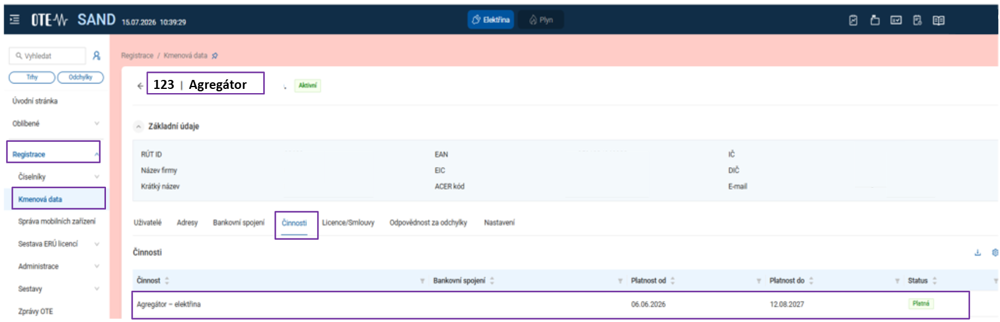 OTE SAND 15.07.2026 10:39:29 Elektřina Plyn
Vyhledat
Trhy Odchylky
Úvodní stránka
Oblíbené
Registrace
Číselníky
Kmenová data
Správa mobilních zařízení
Sestava ERÚ licencí
Administrace
Sestavy
Zprávy OTE
Registrace / Kmenová data
123 | Agregátor Aktivní
Základní údaje
RÚT ID EAN IČ
Název firmy EIC DIČ
Krátký název ACER kód E-mail
Uživatelé Adresy Bankovní spojení Činnosti Licence/Smlouvy Odpovědnost za odchylky Nastavení
Činnosti
Činnost Bankovní spojení Platnost od Platnost do Status
Agregátor – elektřina 06.06.2026 12.08.2027 Platná